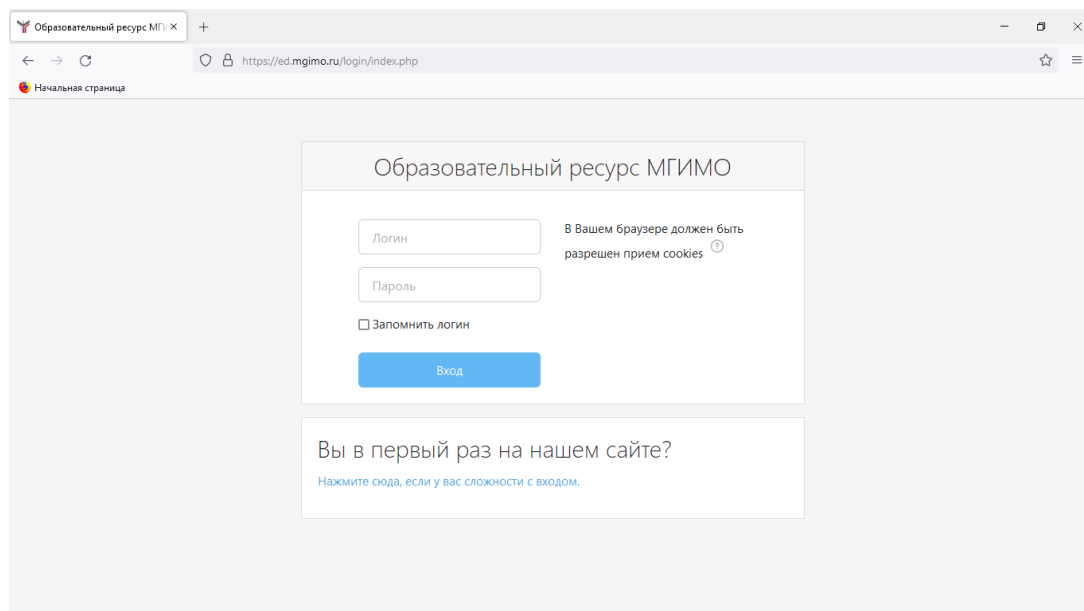 Образовательный ресурс МГИ
https://ed.mgimo.ru/login/index.php
Начальная страница
Образовательный ресурс МГИМО
Логин
В Вашем браузере должен быть
разрешен прием cookies
Пароль
Запомнить логин
Вход
Вы в первый раз на нашем сайте?
Нажмите сюда, если у вас сложности с входом.